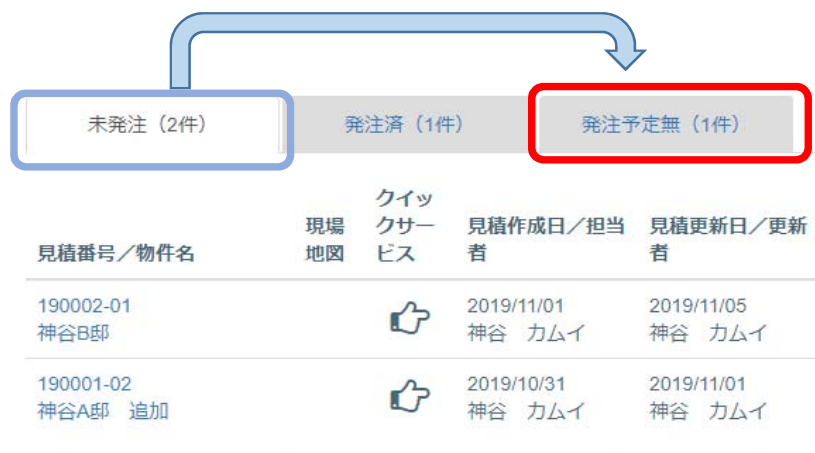 未発注（2件） 発注済（1件） 発注予定無（1件）
見積番号／物件名 現場地図 クイックサービス 見積作成日／担当者 見積更新日／更新者
190002-01 2019/11/01 2019/11/05
神谷B邸 神谷　カムイ 神谷　カムイ
190001-02 2019/10/31 2019/11/01
神谷A邸　追加 神谷　カムイ 神谷　カムイ